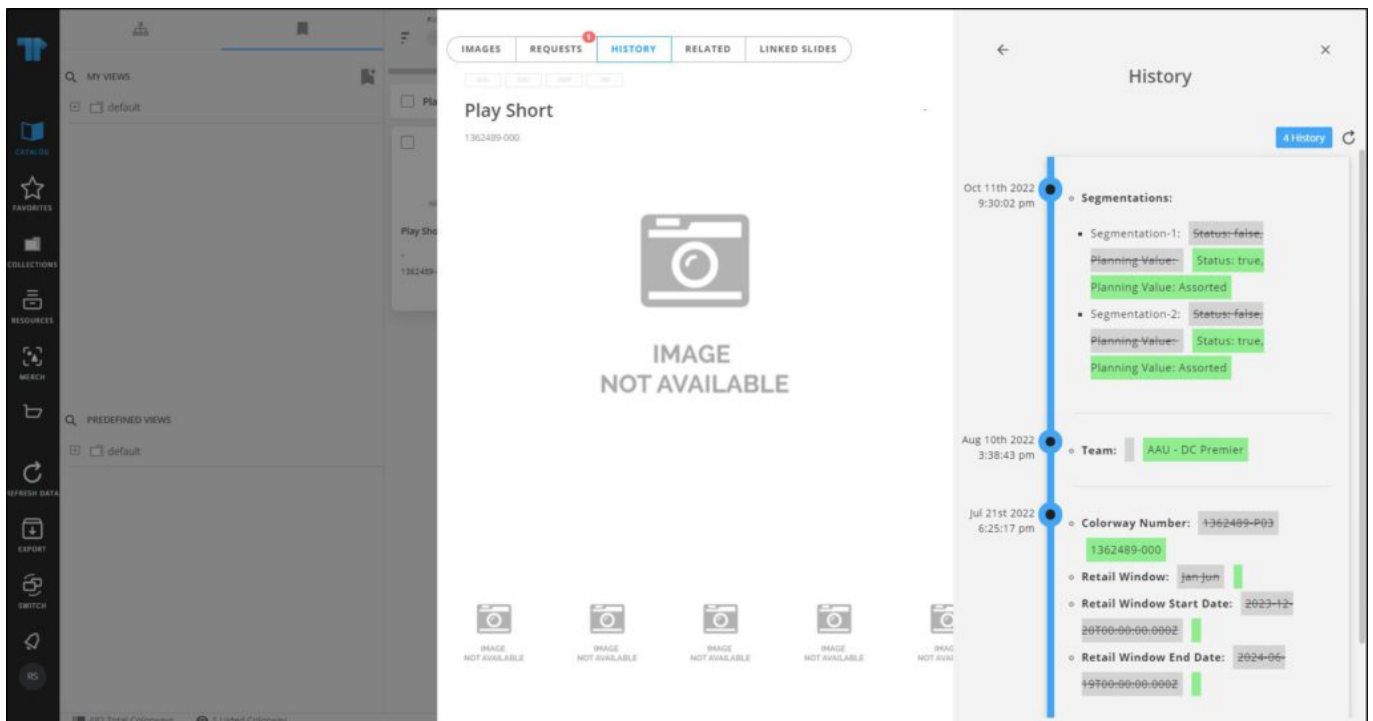 MY VIEWS
default
CATALOG
FAVORITES
COLLECTIONS
RESOURCES
MERCH
PREDEFINED VIEWS
default
REFRESH DATA
EXPORT
SWITCH
RS
Pla
Play Sho
1362489-
IMAGES REQUESTS 1 HISTORY RELATED LINKED SLIDES
Play Short
-
1362489-000
IMAGE
NOT AVAILABLE
IMAGE
NOT AVAILABLE
IMAGE
NOT AVAILABLE
IMAGE
NOT AVAILABLE
IMAGE
NOT AVAILABLE
IMAG
NOT AVAI
History
4 History
Oct 11th 2022
9:30:02 pm
Segmentations:
Segmentation-1: Status: false,
Planning Value:- Status: true,
Planning Value: Assorted
Segmentation-2: Status: false,
Planning Value:- Status: true,
Planning Value: Assorted
Aug 10th 2022
3:38:43 pm
Team: AAU - DC Premier
Jul 21st 2022
6:25:17 pm
Colorway Number: 1362489-P03
1362489-000
Retail Window: Jan-Jun
Retail Window Start Date: 2023-12-
20T00:00:00.000Z
Retail Window End Date: 2024-06-
19T00:00:00.000Z